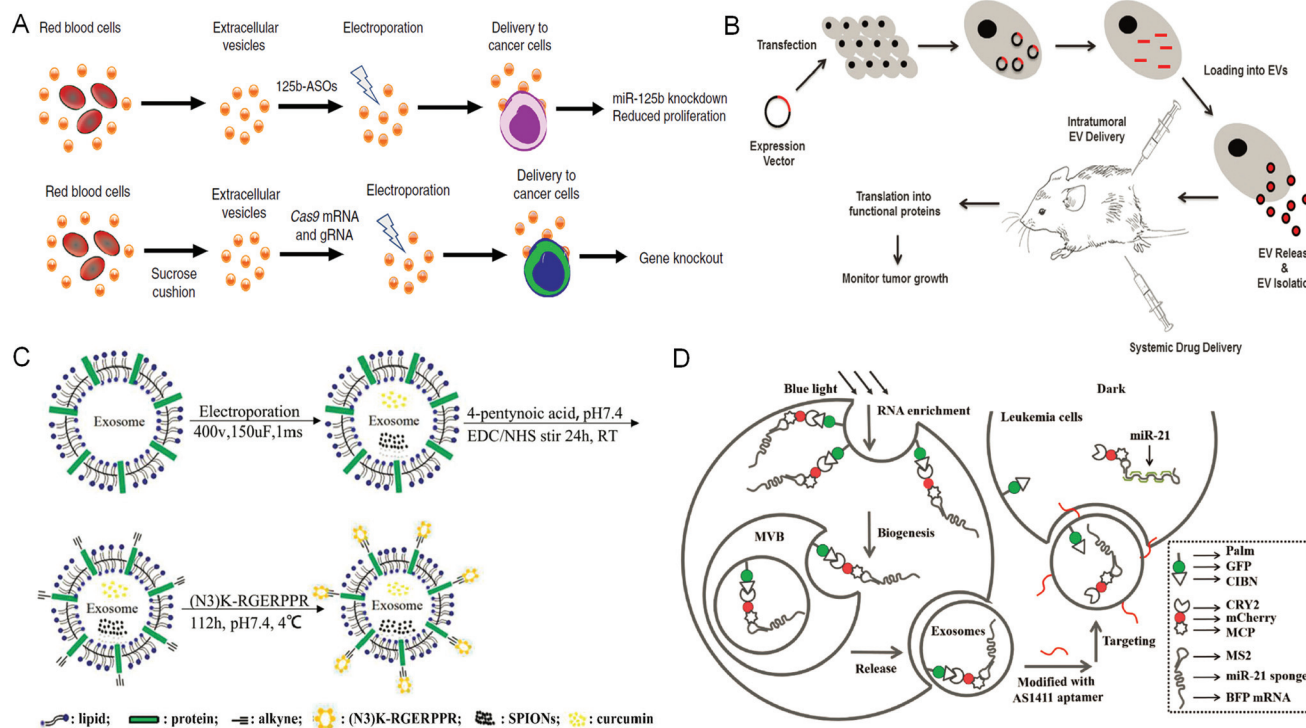 A
Red blood cells
Extracellular
vesicles
Electroporation
Delivery to
cancer cells
125b-ASOs
miR-125b knockdown
Reduced proliferation
Red blood cells
Extracellular
vesicles
Electroporation
Delivery to
cancer cells
Cas9 mRNA
and gRNA
Sucrose
cushion
Gene knockout
B
Transfection
Expression
Vector
Loading into EVs
Intratumoral
EV Delivery
Translation into
functional proteins
Monitor tumor growth
EV Release
&
EV Isolatio
Systemic Drug Delivery
C
Exosome
Electroporation
400v,150uF,1ms
Exosome
4-pentynoic acid, pH7.4
EDC/NHS stir 24h, RT
Exosome
(N3)K-RGERPPR
112h, pH7.4, 4℃
Exosome
: lipid; : protein; : alkyne; : (N3)K-RGERPPR; : SPIONs; : curcumin
D
Blue light
RNA enrichment
Dark
Leukemia cells
miR-21
MVB
Biogenesis
Release
Exosomes
Modified with
AS1411 aptamer
Targeting
Palm
GFP
CIBN
CRY2
mCherry
MCP
MS2
miR-21 sponge
BFP mRNA